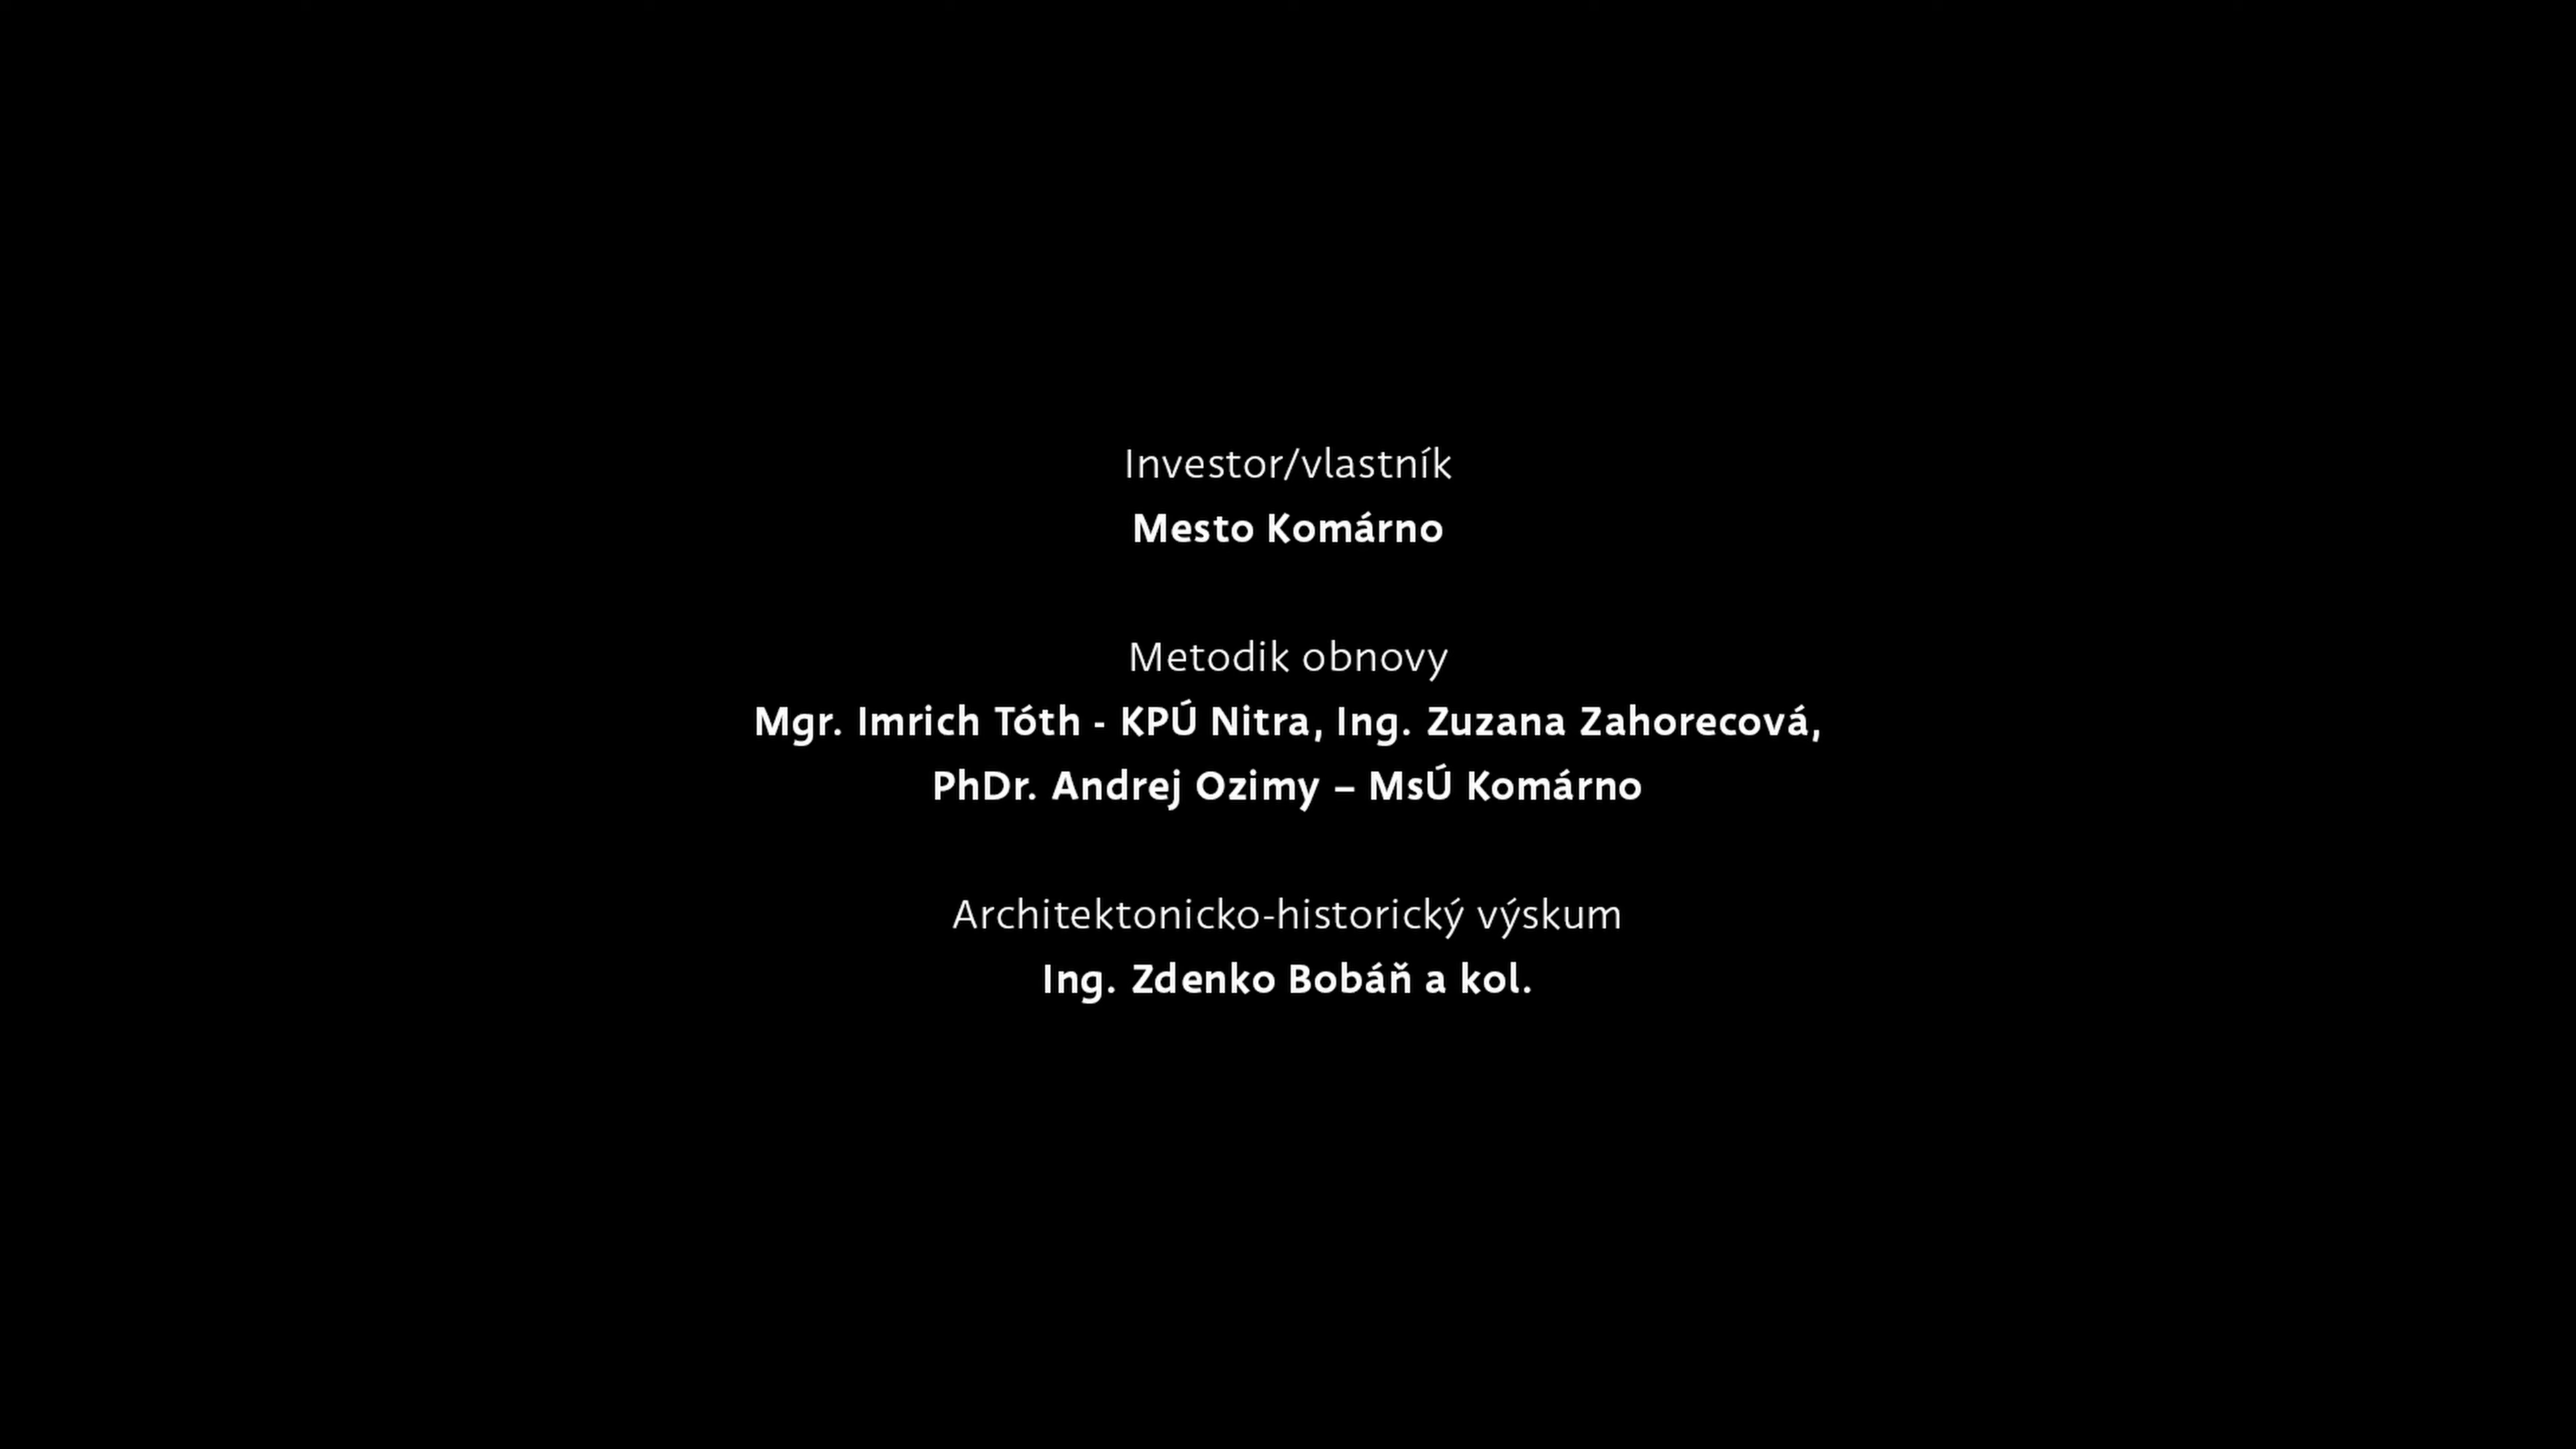 Investor/vlastník
Mesto Komárno
Metodik obnovy
Mgr. Imrich Tóth - KPÚ Nitra, Ing. Zuzana Zahorecová,
PhDr. Andrej Ozimy – MsÚ Komárno
Architektonicko-historický výskum
Ing. Zdenko Bobáň a kol.